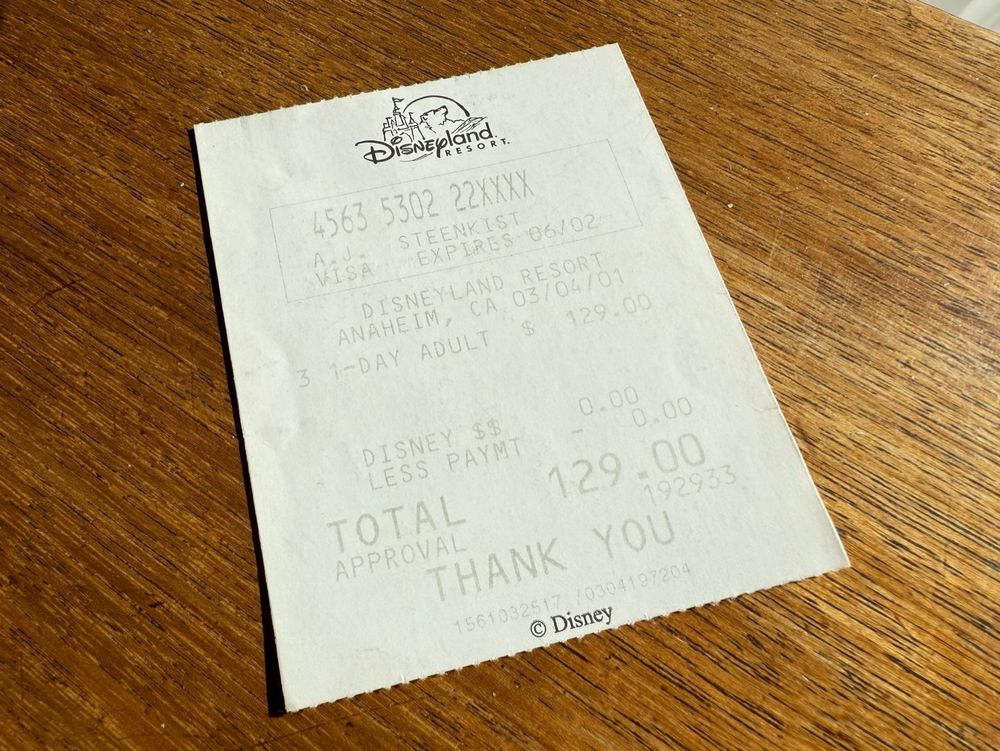 Disneyland
RESORT.
4563 5302 22XXXX
A.J. STEENKIST
VISA EXPIRES 06/02
DISNEYLAND RESORT
ANAHEIM, CA 03/04/01
3 1-DAY ADULT $ 129.00
0.00
DISNEY $$ - 0.00
LESS PAYMT
TOTAL 129.00
APPROVAL 192933
THANK YOU
1561032517 /0304197204
© Disney